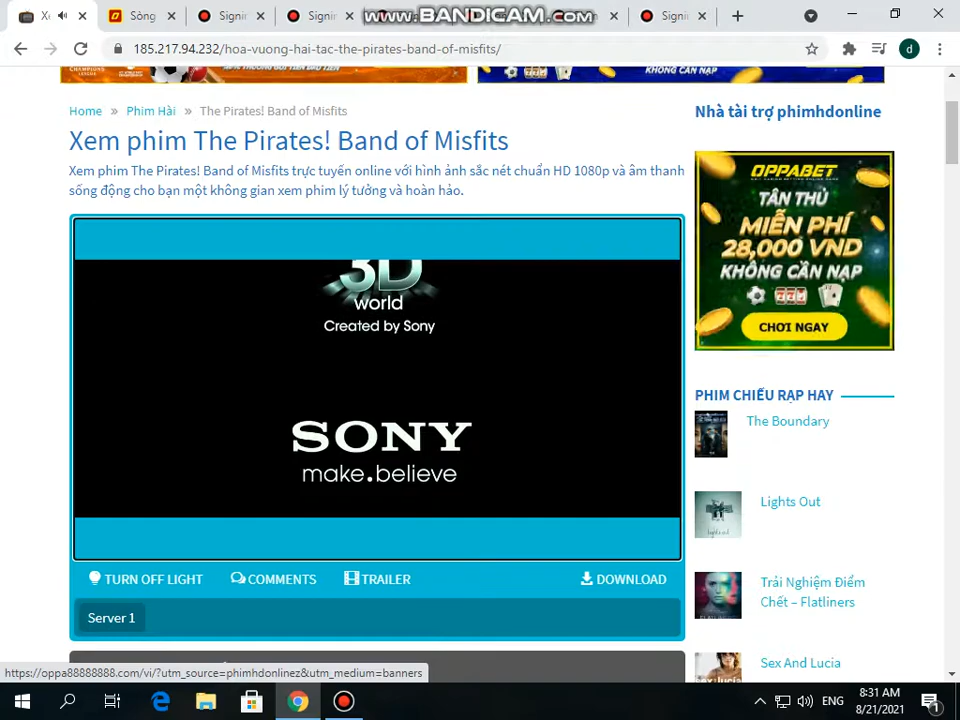 Xe
Sòng
Signin
Signin
www.BANDICAM.com
Signin
185.217.94.232/hoa-vuong-hai-tac-the-pirates-band-of-misfits/
d
KHÔNG CẦN NẠP
Home » Phim Hài » The Pirates! Band of Misfits
Xem phim The Pirates! Band of Misfits
Xem phim The Pirates! Band of Misfits trực tuyến online với hình ảnh sắc nét chuẩn HD 1080p và âm thanh
sống động cho bạn một không gian xem phim lý tưởng và hoàn hảo.
3D
world
Created by Sony
SONY
make.believe
TURN OFF LIGHT
COMMENTS
TRAILER
DOWNLOAD
Server 1
Nhà tài trợ phimhdonline
OPPABET
TÂN THỦ
MIỄN PHÍ
28,000 VND
KHÔNG CẦN NẠP
CHƠI NGAY
PHIM CHIẾU RẠP HAY
The Boundary
Lights Out
Trải Nghiệm Điểm
Chết – Flatliners
Sex And Lucia
https://oppa88888888.com/vi/?utm_source=phimhdonlinez&utm_medium=banners
ENG
8:31 AM
8/21/2021
1